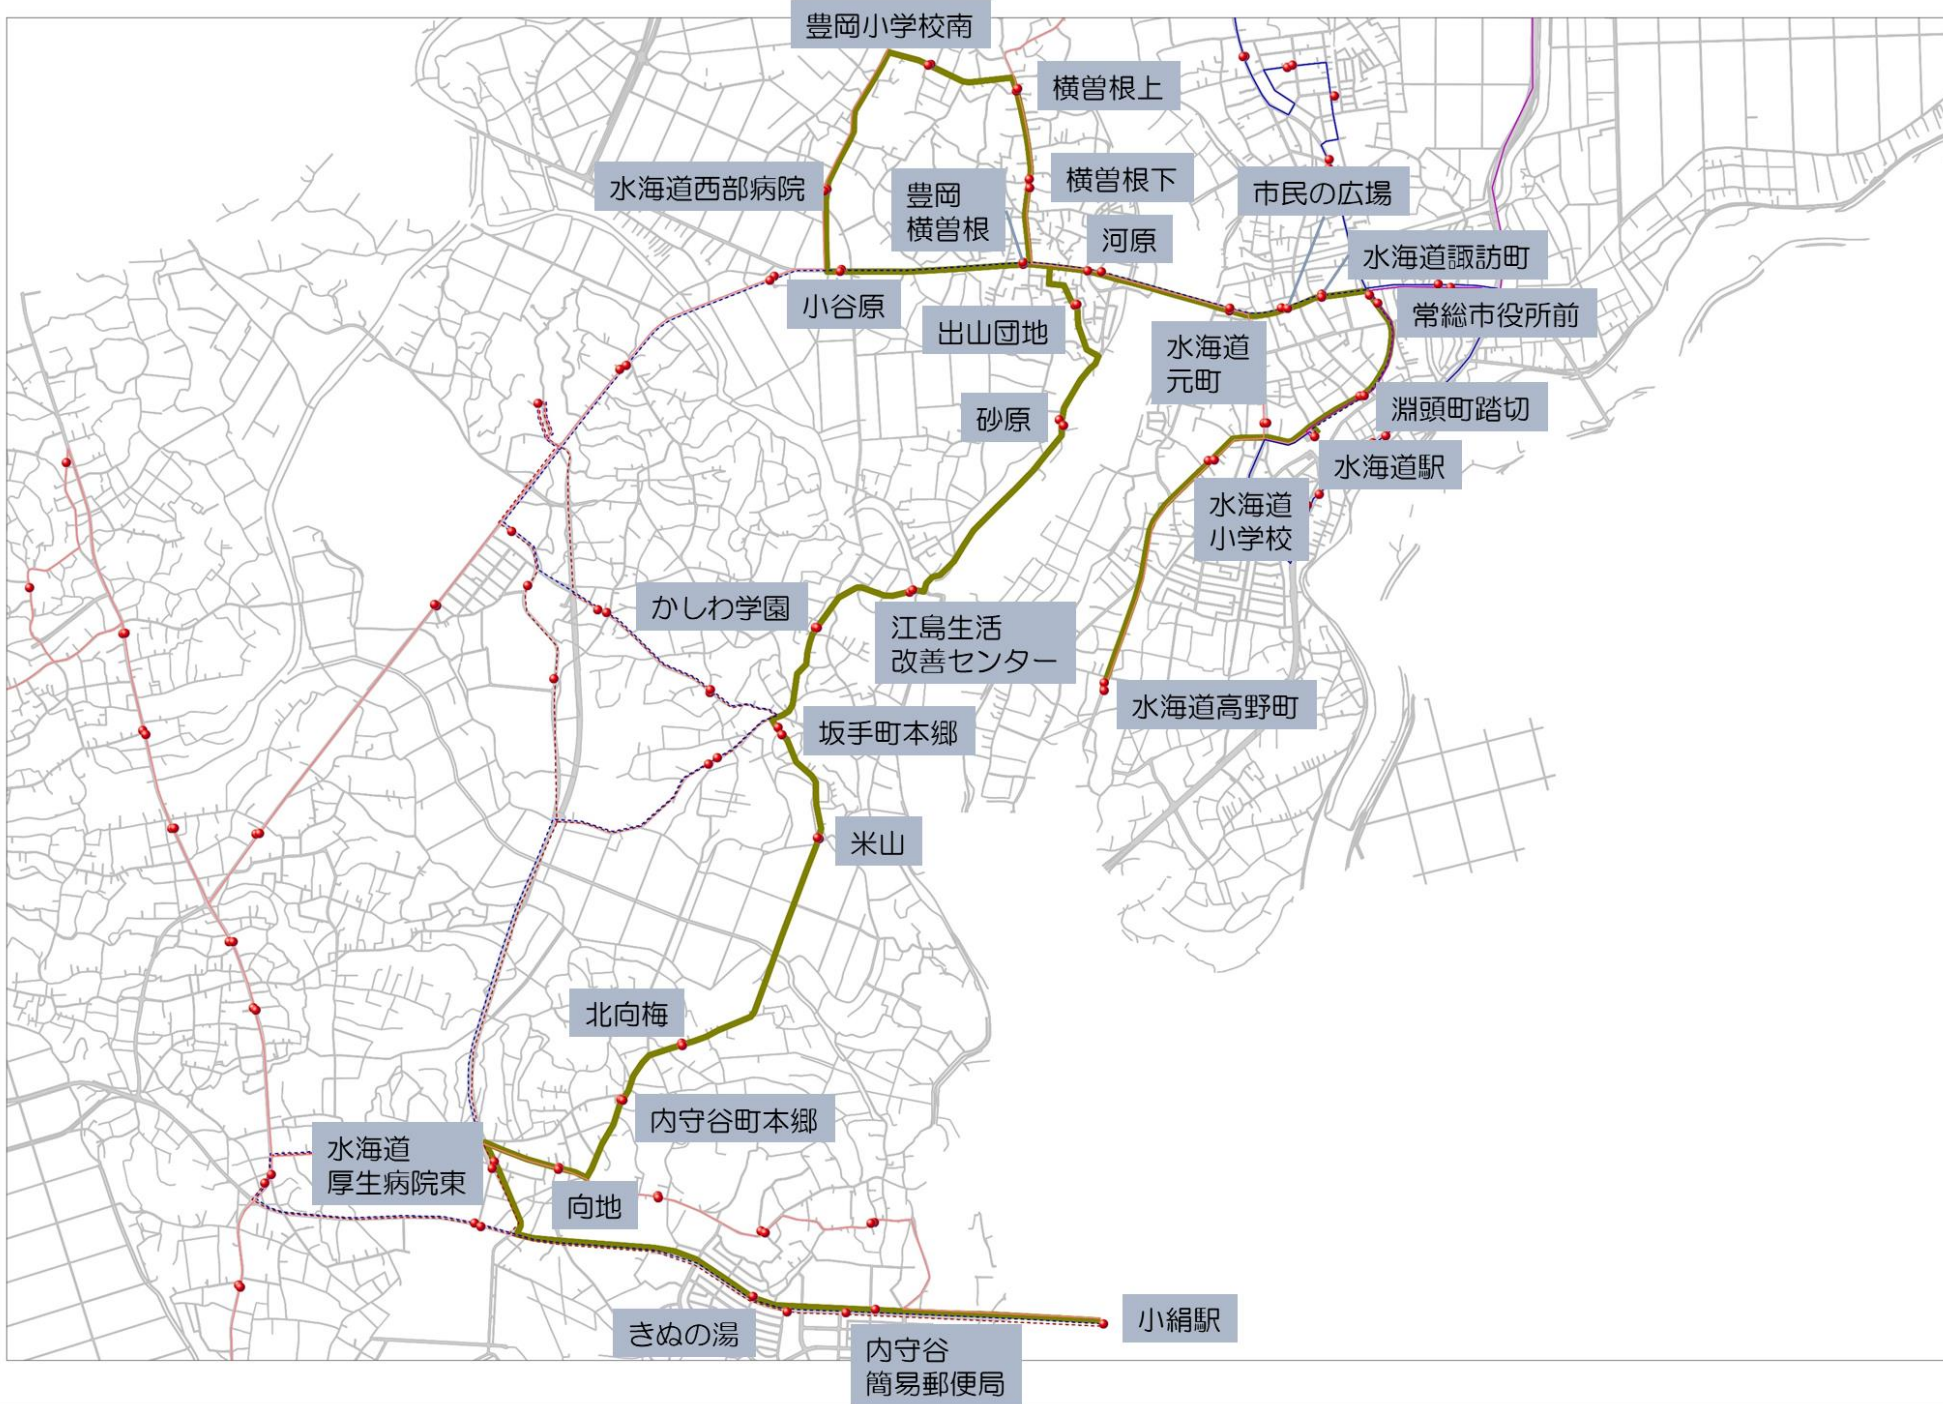 豊岡小学校南
横曽根上
水海道西部病院
豊岡
横曽根
横曽根下
市民の広場
河原
水海道諏訪町
小谷原
常総市役所前
出山団地
水海道
元町
砂原
淵頭町踏切
水海道駅
水海道
小学校
かしわ学園
江島生活
改善センター
水海道高野町
坂手町本郷
米山
北向梅
内守谷町本郷
水海道
厚生病院東
向地
小絹駅
きぬの湯
内守谷
簡易郵便局